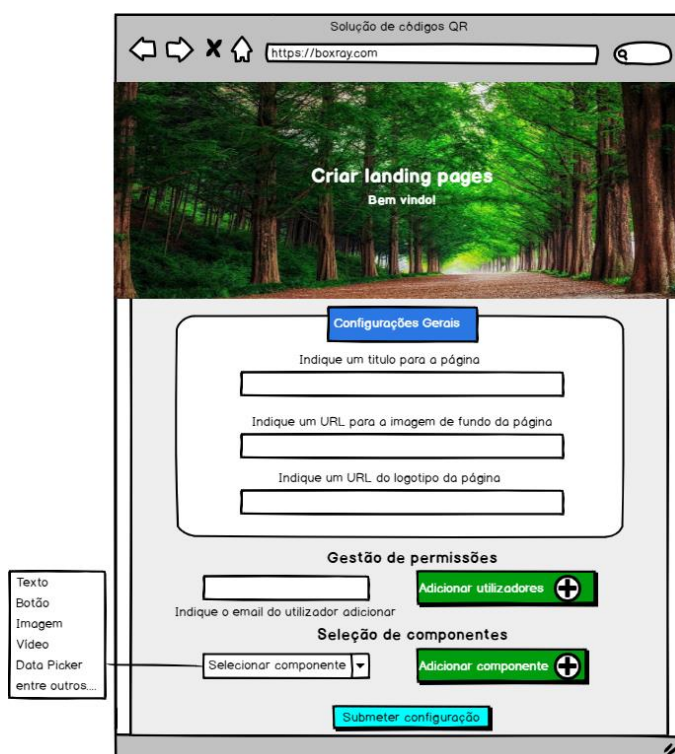 Solução de códigos QR
https://boxray.com
Criar landing pages
Bem vindo!
Configurações Gerais
Indique um titulo para a página
Indique um URL para a imagem de fundo da página
Indique um URL do logotipo da página
Gestão de permissões
Adicionar utilizadores
Indique o email do utilizador adicionar
Seleção de componentes
Selecionar componente
Adicionar componente
Texto
Botão
Imagem
Vídeo
Data Picker
entre outros....
Submeter configuração